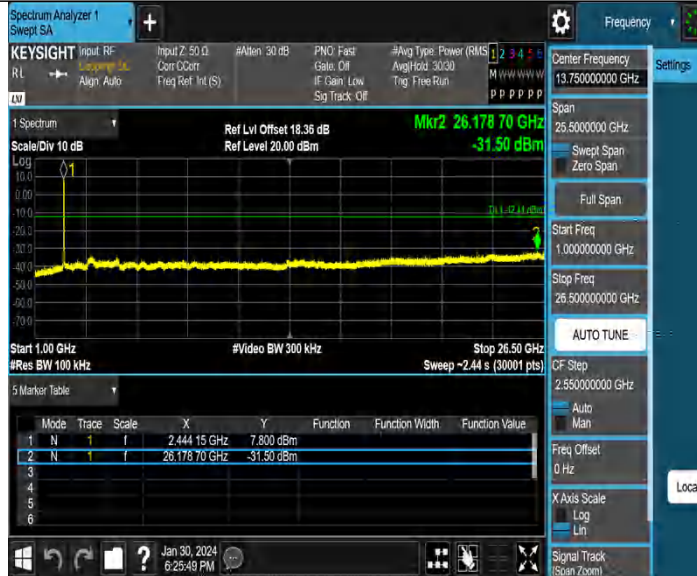 Spectrum Analyzer 1
Swept SA
+
Frequency
KEYSIGHT
Input: RF
Input Z: 50 Ω
#Atten: 30 dB
PNO: Fast
#Avg Type: Power (RMS
1 2 3 4 5 6
RL
Coupling: DC
Corr CCorr
Gate: Off
Avg|Hold: 30/30
M W W W W W
Align: Auto
Freq Ref: Int (S)
IF Gain: Low
Trig: Free Run
Sig Track: Off
P P P P P P
LXI
1 Spectrum
Ref Lvl Offset 18.36 dB
Mkr2 26.178 70 GHz
Scale/Div 10 dB
Ref Level 20.00 dBm
-31.50 dBm
Log
10.0
0.00
-10.0
-20.0
-30.0
-40.0
-50.0
-60.0
-70.0
1
2
Start 1.00 GHz
#Video BW 300 kHz
Stop 26.50 GHz
#Res BW 100 kHz
Sweep ~2.44 s (30001 pts)
5 Marker Table
Mode Trace Scale X Y Function Function Width Function Value
1 N 1 f 2.444 15 GHz 7.800 dBm
2 N 1 f 26.178 70 GHz -31.50 dBm
3
4
5
6
Jan 30, 2024
6:25:49 PM
?
Center Frequency
13.750000000 GHz
Settings
Span
25.5000000 GHz
Swept Span
Zero Span
Full Span
Start Freq
1.000000000 GHz
Stop Freq
26.500000000 GHz
AUTO TUNE
CF Step
2.550000000 GHz
Auto
Man
Freq Offset
0 Hz
Loca
X Axis Scale
Log
Lin
Signal Track
(Span Zoom)